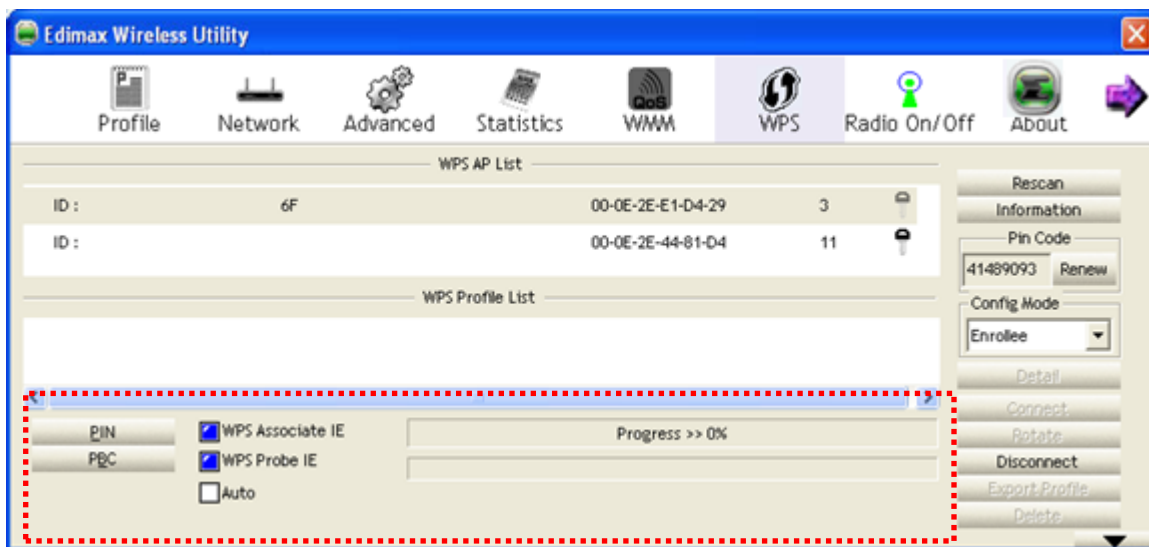 Edimax Wireless Utility
Profile Network Advanced Statistics QoS WMM WPS Radio On/Off About
WPS AP List
ID : 6F 00-0E-2E-E1-D4-29 3
ID : 00-0E-2E-44-81-D4 11
WPS Profile List
Rescan
Information
Pin Code
41489093 Renew
Config Mode
Enrollee
Detail
Connect
Rotate
Disconnect
Export Profile
Delete
PIN WPS Associate IE Progress >> 0%
PBC WPS Probe IE
Auto